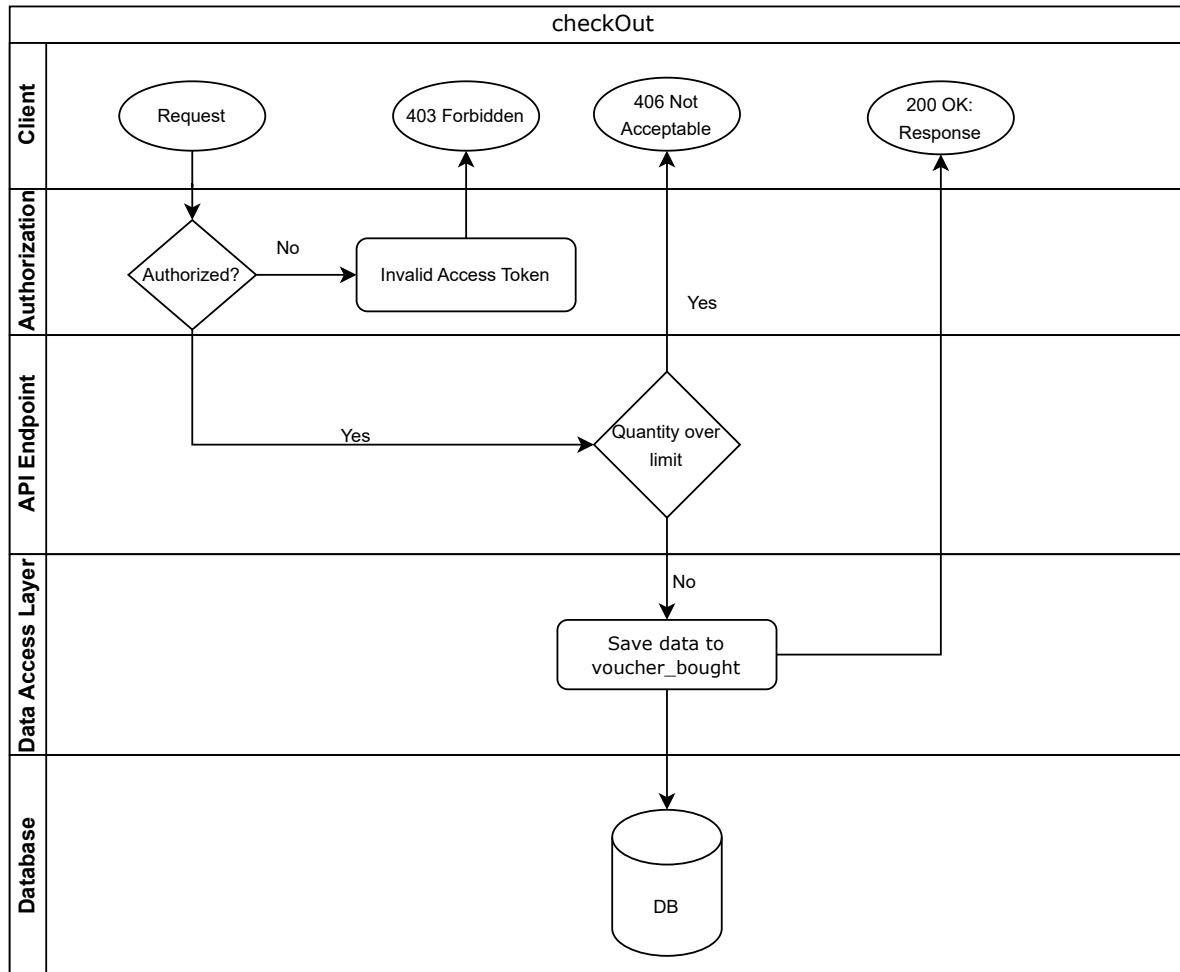 checkOut
Client
Request
403 Forbidden
406 Not
Acceptable
200 OK:
Response
Authorization
Authorized?
No
Invalid Access Token
Yes
API Endpoint
Yes
Quantity over
limit
Data Access Layer
No
Save data to
voucher_bought
Database
DB